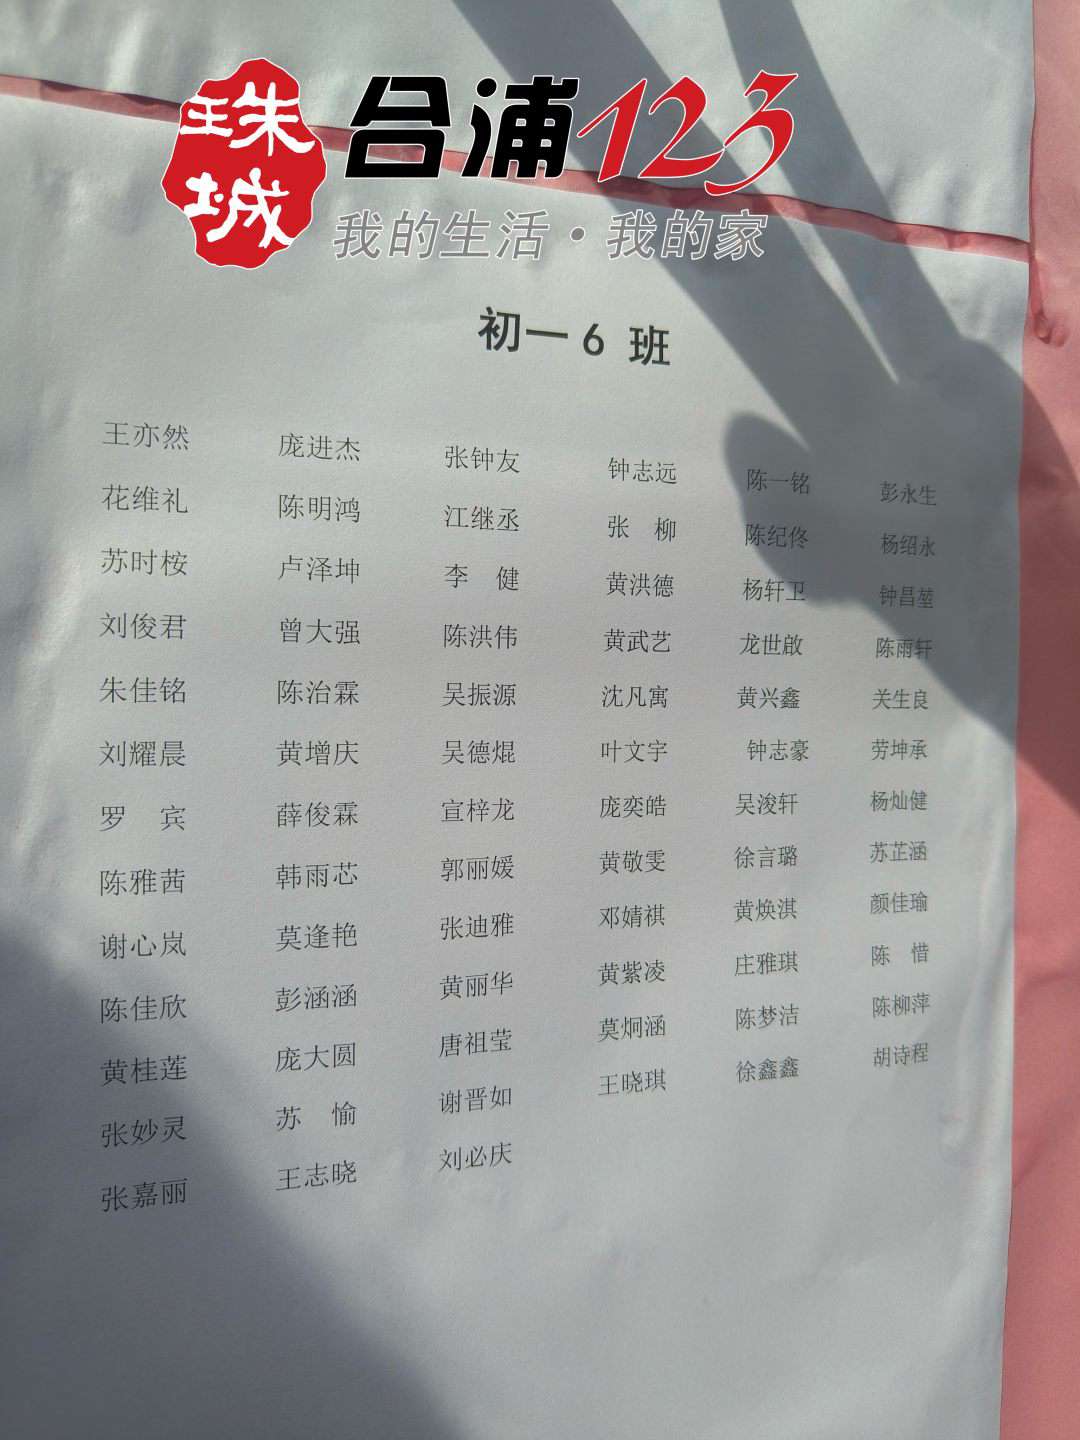 珠城
合浦123
我的生活·我的家
初一6 班
王亦然 庞进杰 张钟友 钟志远 陈一铭 彭永生
花维礼 陈明鸿 江继丞 张 柳 陈纪佟 杨绍永
苏时桉 卢泽坤 李 健 黄洪德 杨轩卫 钟昌堃
刘俊君 曾大强 陈洪伟 黄武艺 龙世啟 陈雨轩
朱佳铭 陈治霖 吴振源 沈凡寓 黄兴鑫 关生良
刘耀晨 黄增庆 吴德焜 叶文宇 钟志豪 劳坤承
罗 宾 薛俊霖 宣梓龙 庞奕皓 吴浚轩 杨灿健
陈雅茜 韩雨芯 郭丽媛 黄敬雯 徐言璐 苏芷涵
谢心岚 莫逢艳 张迪雅 邓婧祺 黄焕淇 颜佳瑜
陈佳欣 彭涵涵 黄丽华 黄紫凌 庄雅琪 陈 惜
黄桂莲 庞大圆 唐祖莹 莫炯涵 陈梦洁 陈柳萍
张妙灵 苏 愉 谢晋如 王晓琪 徐鑫鑫 胡诗程
张嘉丽 王志晓 刘必庆